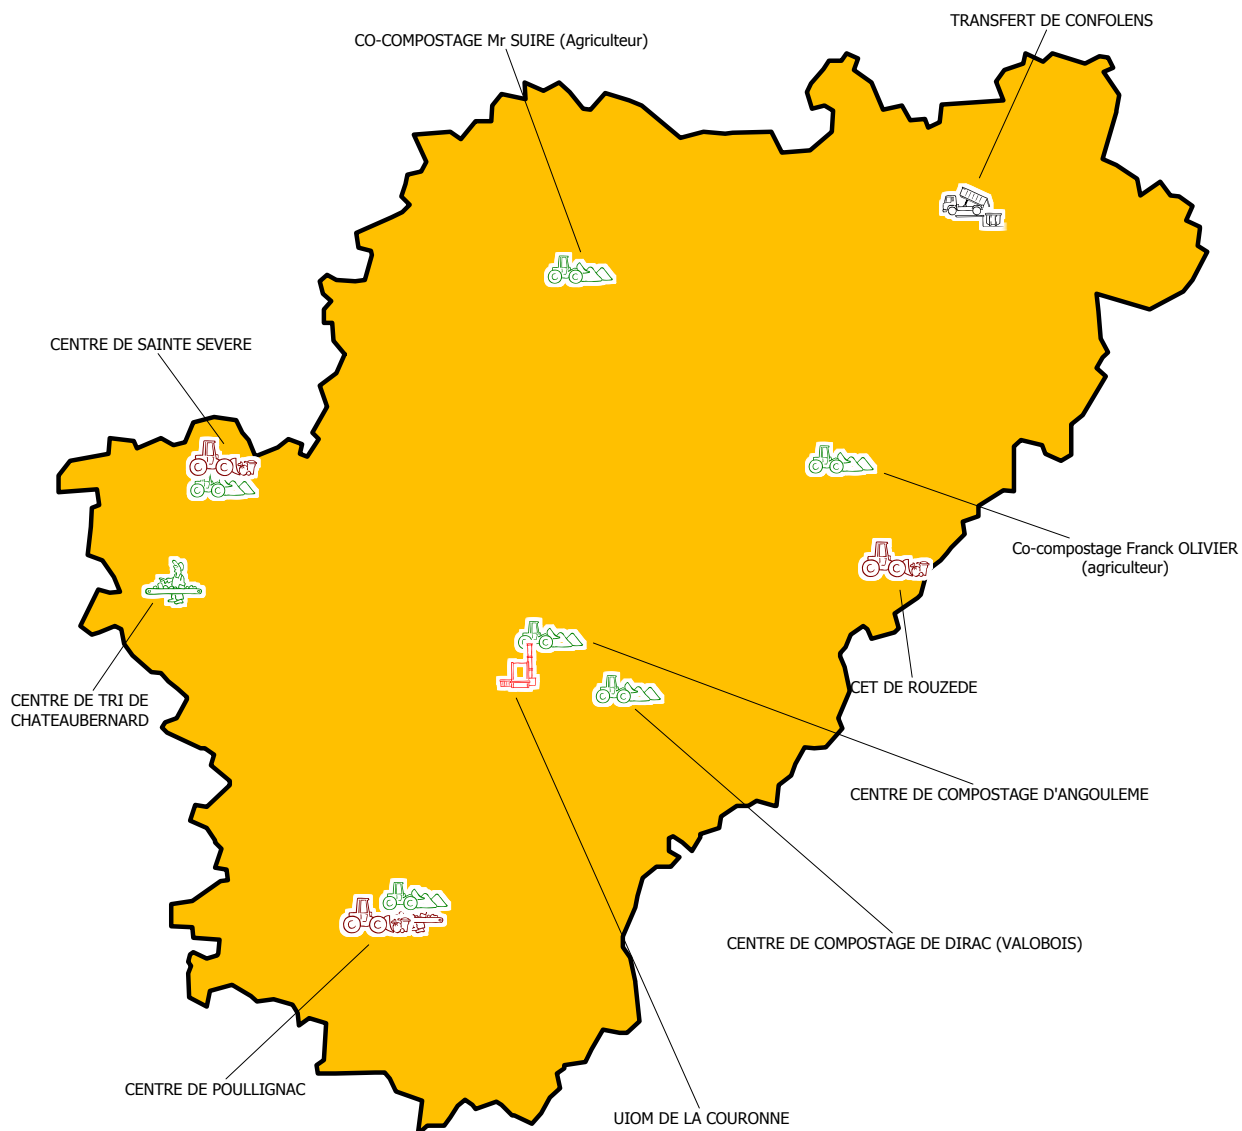 TRANSFERT DE CONFOLENS
CO-COMPOSTAGE Mr SUIRE (Agriculteur)
CENTRE DE SAINTE SEVERE
Co-compostage Franck OLIVIER
(agriculteur)
CET DE ROUZEDE
CENTRE DE TRI DE
CHATEAUBERNARD
CENTRE DE COMPOSTAGE D'ANGOULEME
CENTRE DE COMPOSTAGE DE DIRAC (VALOBOIS)
CENTRE DE POULLIGNAC
UIOM DE LA COURONNE